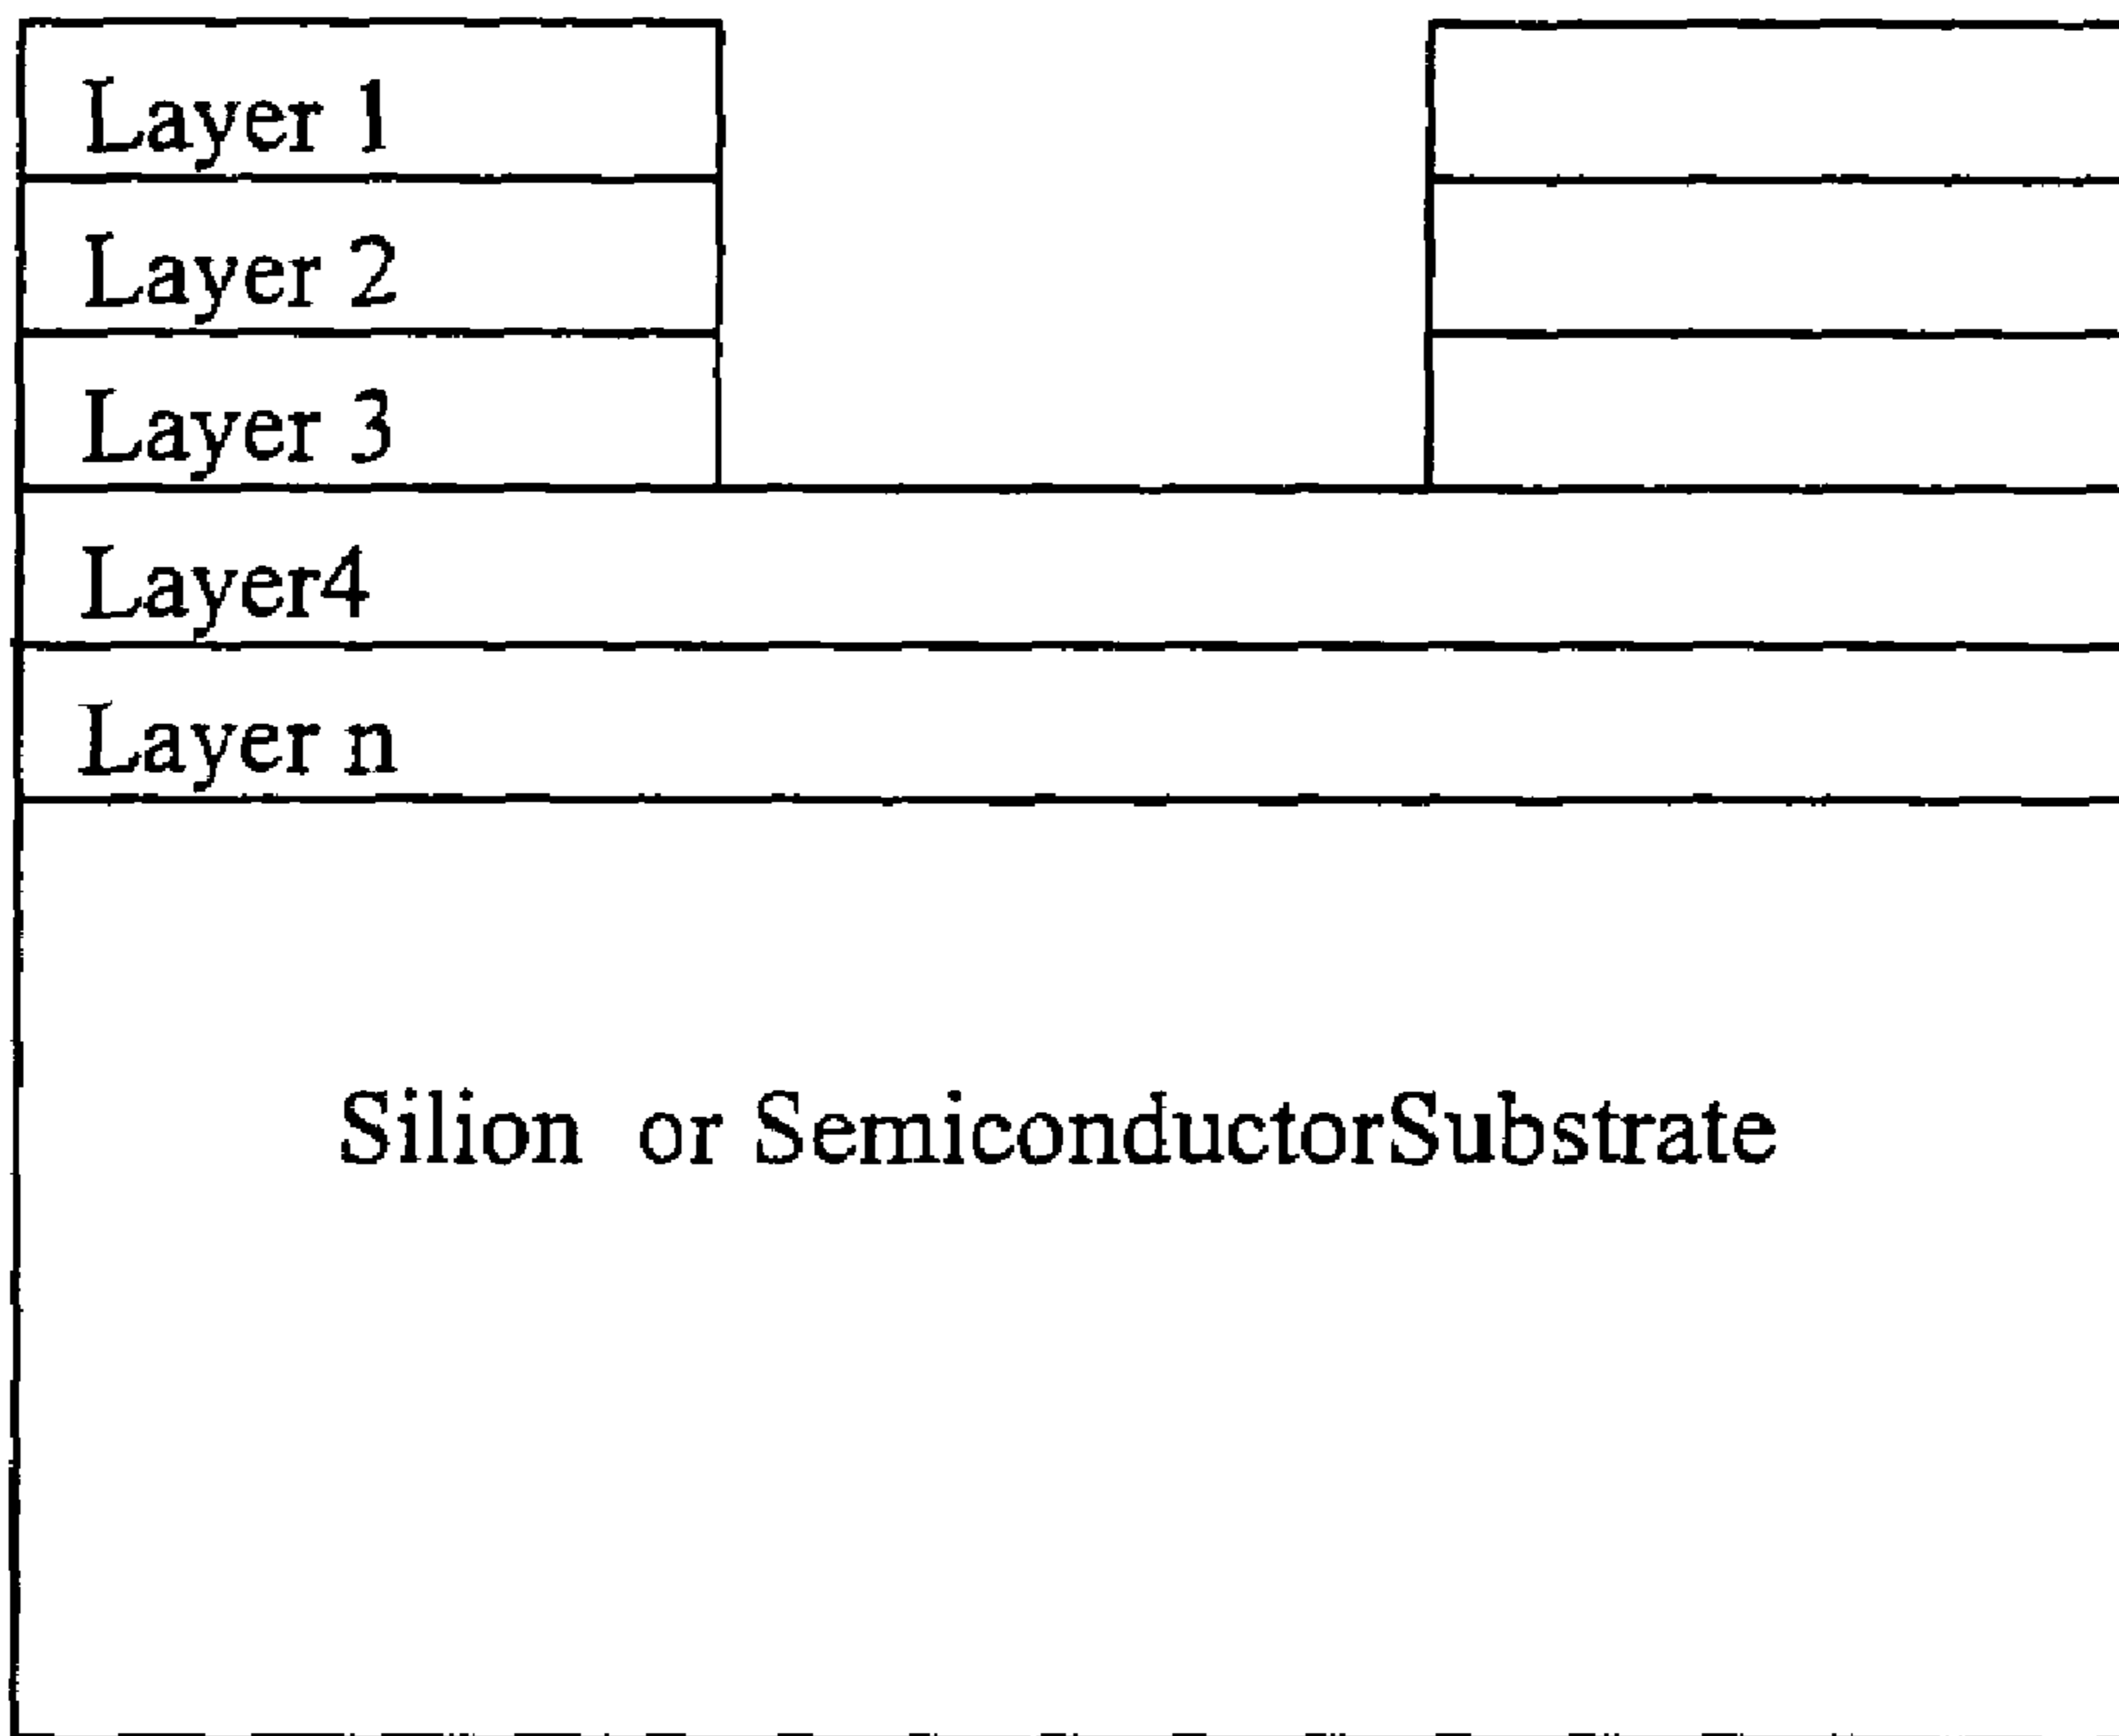 Layer 1
Layer 2
Layer 3
Layer4
Layer n
Silion or SemiconductorSubstrate